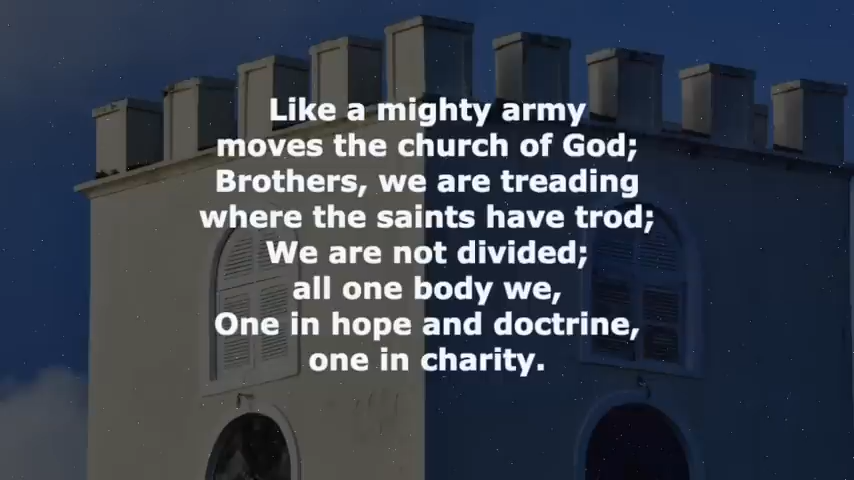 Like a mighty army
moves the church of God;
Brothers, we are treading
where the saints have trod;
We are not divided;
all one body we,
One in hope and doctrine,
one in charity.